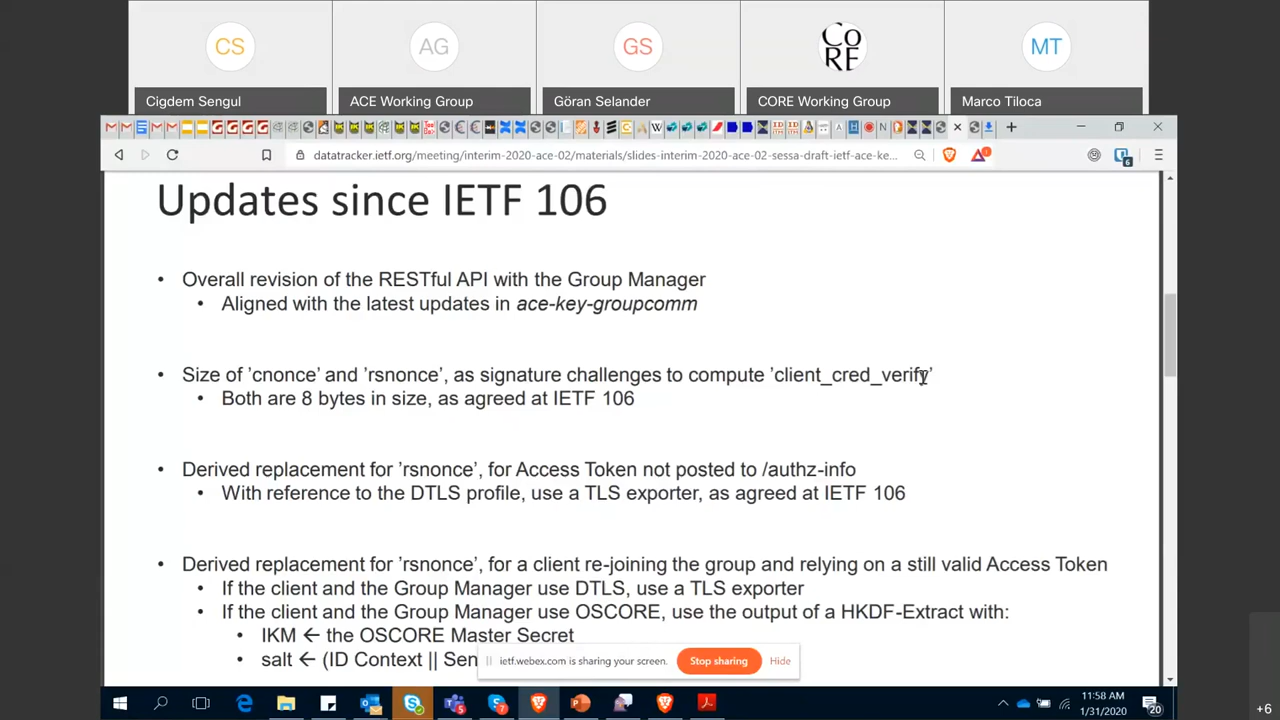 CS
AG
GS
CORF
MT
Cigdem Sengul
ACE Working Group
Göran Selander
CORE Working Group
Marco Tiloca
datatracker.ietf.org/meeting/interim-2020-ace-02/materials/slides-interim-2020-ace-02-sessa-draft-ietf-ace-ke...
6
Updates since IETF 106
• Overall revision of the RESTful API with the Group Manager
• Aligned with the latest updates in ace-key-groupcomm
• Size of 'cnonce' and 'rsnonce', as signature challenges to compute 'client_cred_verify'
• Both are 8 bytes in size, as agreed at IETF 106
• Derived replacement for 'rsnonce', for Access Token not posted to /authz-info
• With reference to the DTLS profile, use a TLS exporter, as agreed at IETF 106
• Derived replacement for 'rsnonce', for a client re-joining the group and relying on a still valid Access Token
• If the client and the Group Manager use DTLS, use a TLS exporter
• If the client and the Group Manager use OSCORE, use the output of a HKDF-Extract with:
• IKM ← the OSCORE Master Secret
• salt ← (ID Context || Sen
ietf.webex.com is sharing your screen.
Stop sharing
Hide
11:58 AM
1/31/2020
20
+6